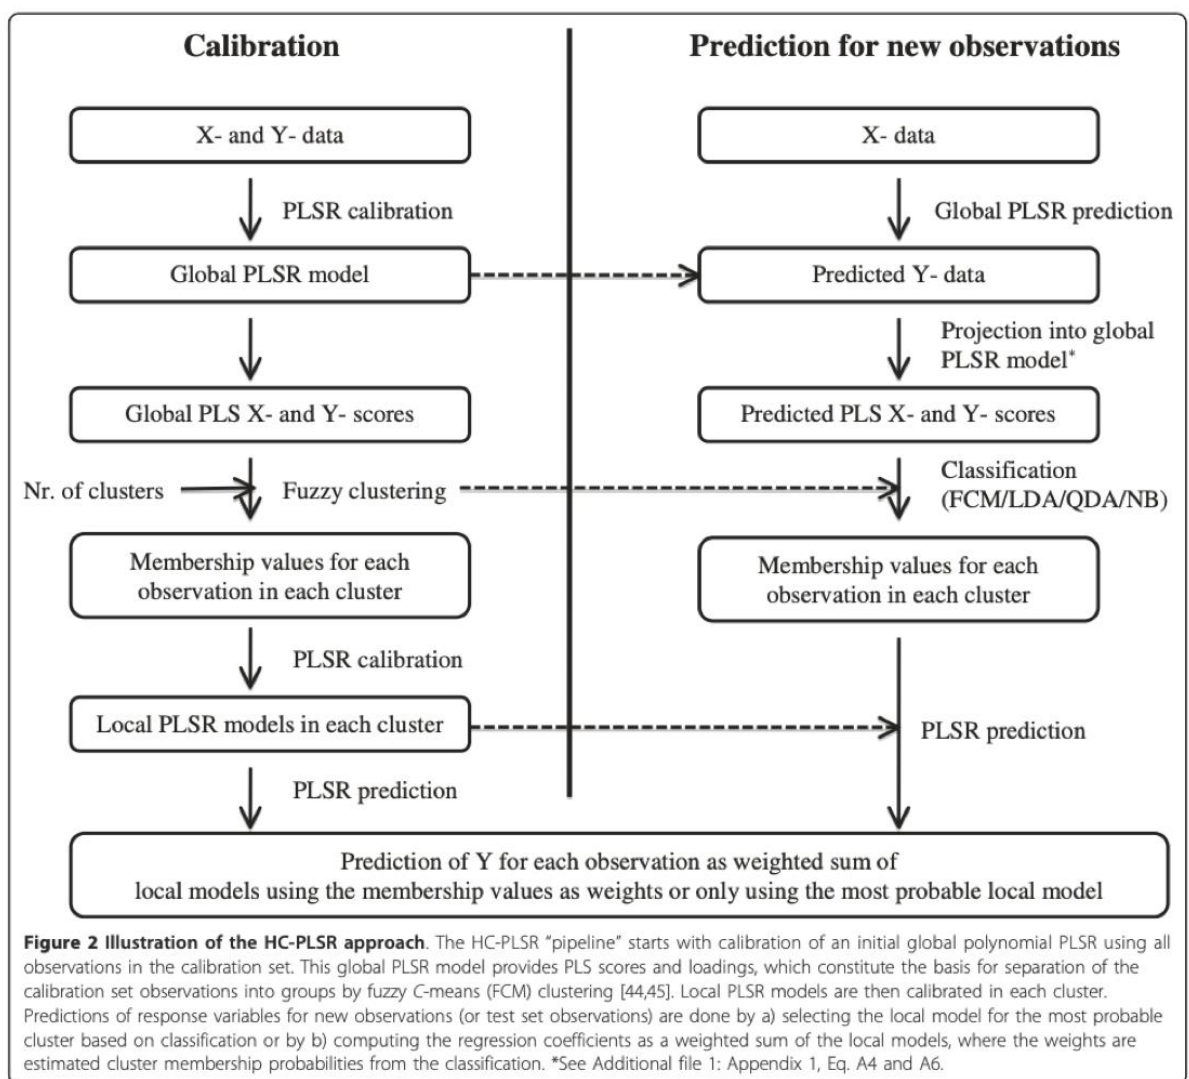 Calibration
Prediction for new observations
X- and Y- data
PLSR calibration
Global PLSR model
Global PLS X- and Y- scores
Nr. of clusters
Fuzzy clustering
Membership values for each
observation in each cluster
PLSR calibration
Local PLSR models in each cluster
PLSR prediction
X- data
Global PLSR prediction
Predicted Y- data
Projection into global
PLSR model*
Predicted PLS X- and Y- scores
Classification
(FCM/LDA/QDA/NB)
Membership values for each
observation in each cluster
PLSR prediction
Prediction of Y for each observation as weighted sum of
local models using the membership values as weights or only using the most probable local model
Figure 2 Illustration of the HC-PLSR approach. The HC-PLSR "pipeline" starts with calibration of an initial global polynomial PLSR using all
observations in the calibration set. This global PLSR model provides PLS scores and loadings, which constitute the basis for separation of the
calibration set observations into groups by fuzzy C-means (FCM) clustering [44,45]. Local PLSR models are then calibrated in each cluster.
Predictions of response variables for new observations (or test set observations) are done by a) selecting the local model for the most probable
cluster based on classification or by b) computing the regression coefficients as a weighted sum of the local models, where the weights are
estimated cluster membership probabilities from the classification. *See Additional file 1: Appendix 1, Eq. A4 and A6.